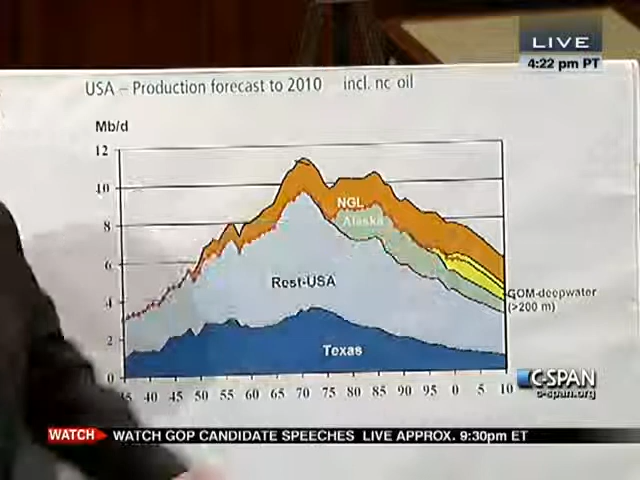 LIVE
4:22 pm PT
USA – Production forecast to 2010 incl. nc oil
Mb/d
12
10
8
6
4
2
0
NGL
Alaska
Rest-USA
Texas
GOM-deepwater
(>200 m)
40 45 50 55 60 65 70 75 80 85 90 95 0 5 10
C-SPAN
c-span.org
WATCH WATCH GOP CANDIDATE SPEECHES LIVE APPROX. 9:30pm ET